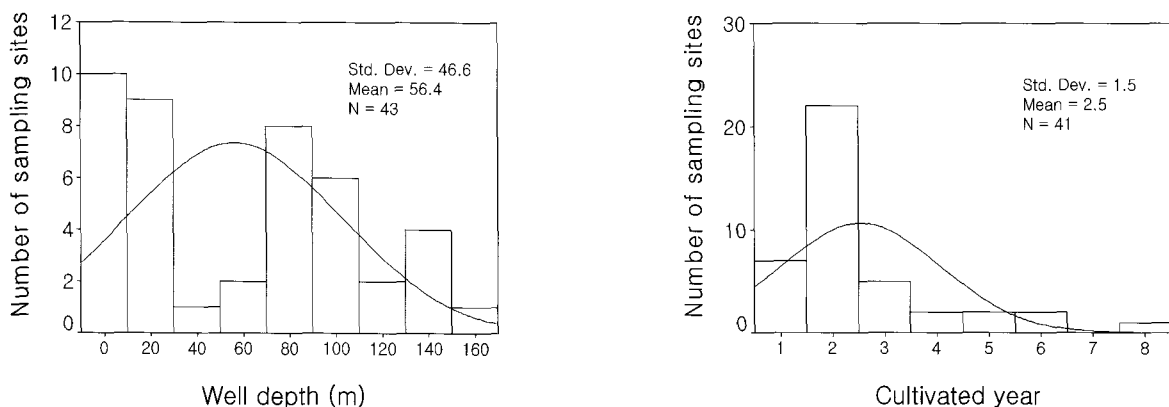 Number of sampling sites
12
10
8
6
4
2
0
Std. Dev. = 46.6
Mean = 56.4
N = 43
0 20 40 60 80 100 120 140 160
Well depth (m)
Number of sampling sites
30
20
10
0
Std. Dev. = 1.5
Mean = 2.5
N = 41
1 2 3 4 5 6 7 8
Cultivated year